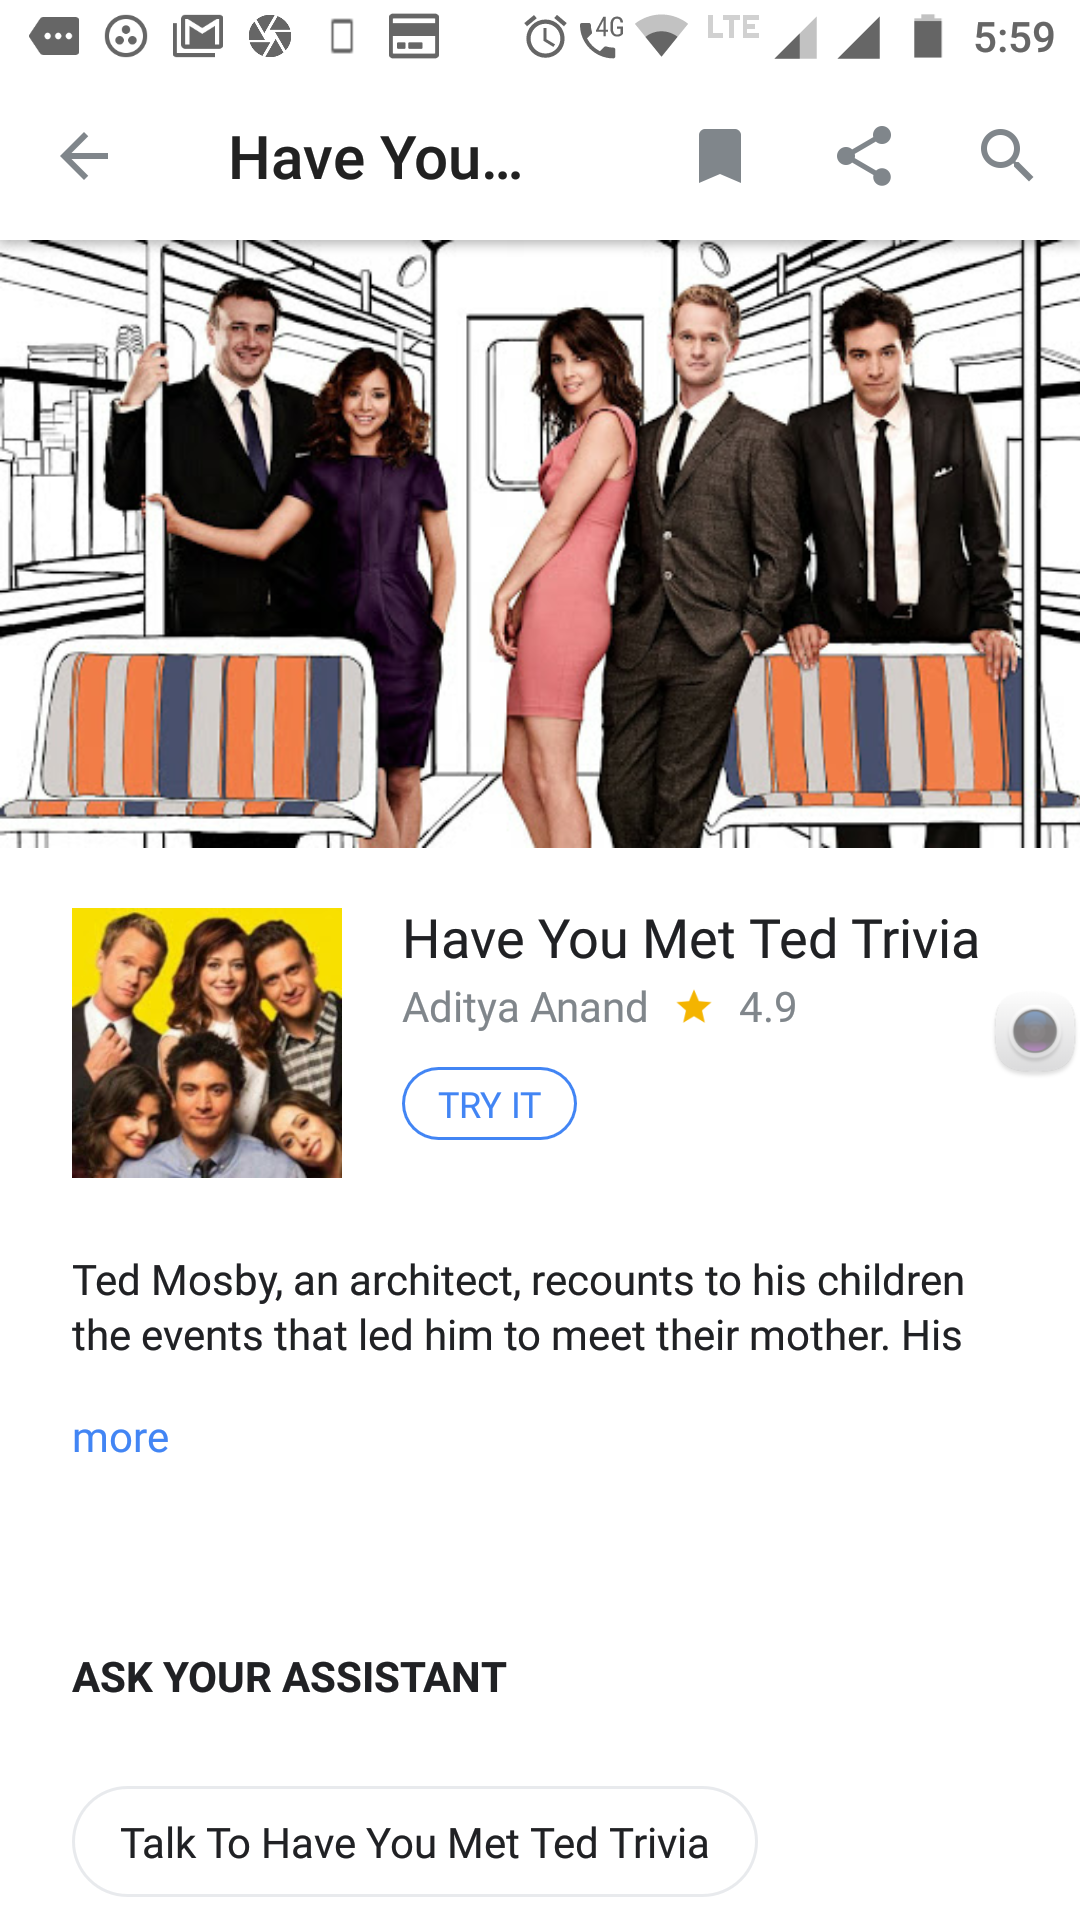 4G LTE 5:59
Have You...
Have You Met Ted Trivia
Aditya Anand 4.9
TRY IT
Ted Mosby, an architect, recounts to his children
the events that led him to meet their mother. His
more
ASK YOUR ASSISTANT
Talk To Have You Met Ted Trivia